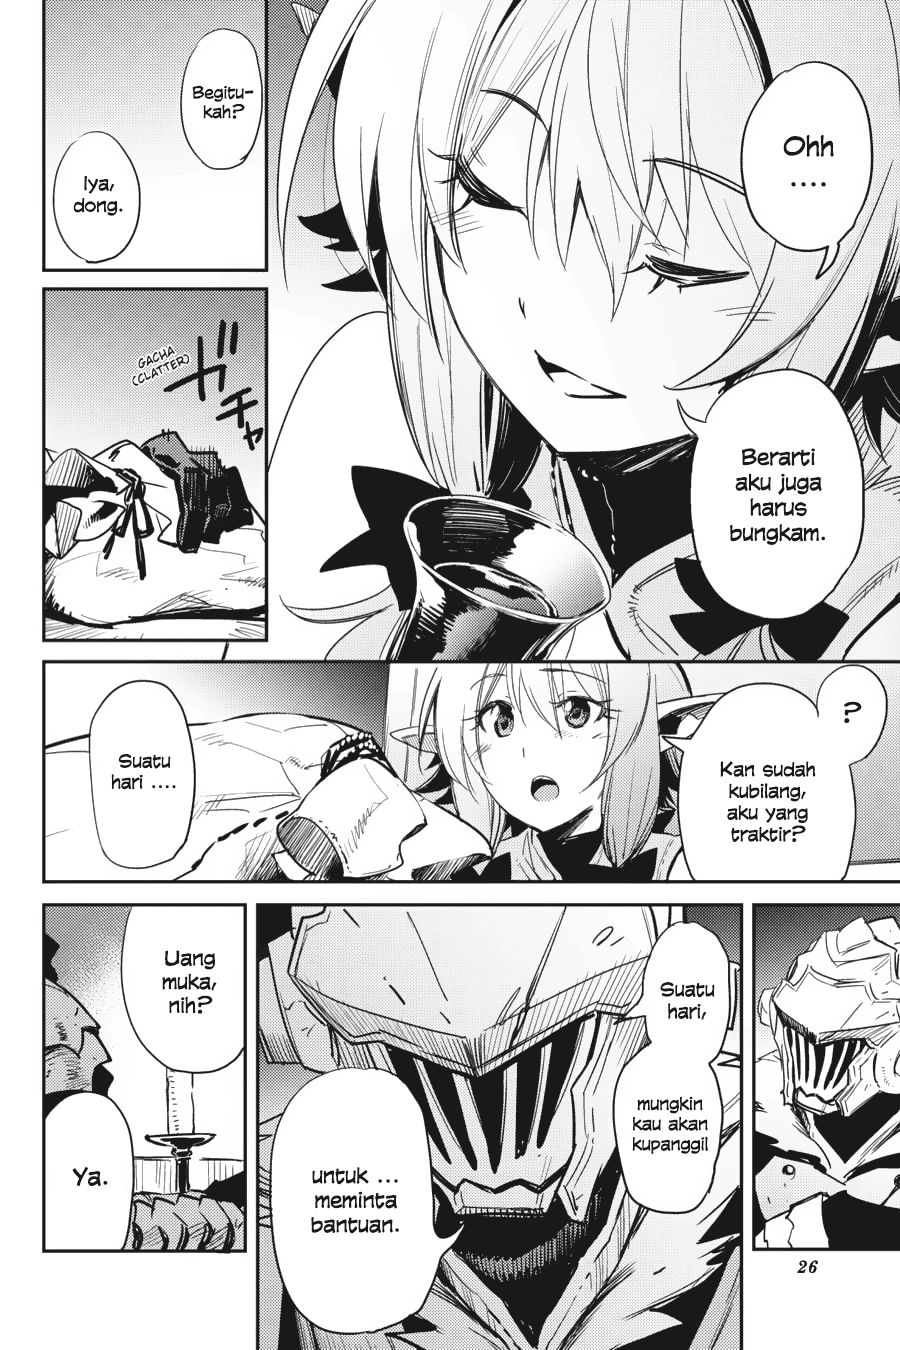 Ohh
....
Berarti
aku juga
harus
bungkam.
Begitu-
kah?
Iya,
dong.
GACHA
(CLATTER)
ガチャ
?
Kan sudah
kubilang,
aku yang
traktir?
Suatu
hari ....
Suatu
hari,
mungkin
kau akan
kupanggil
untuk ...
meminta
bantuan.
Uang
muka,
nih?
Ya.
26